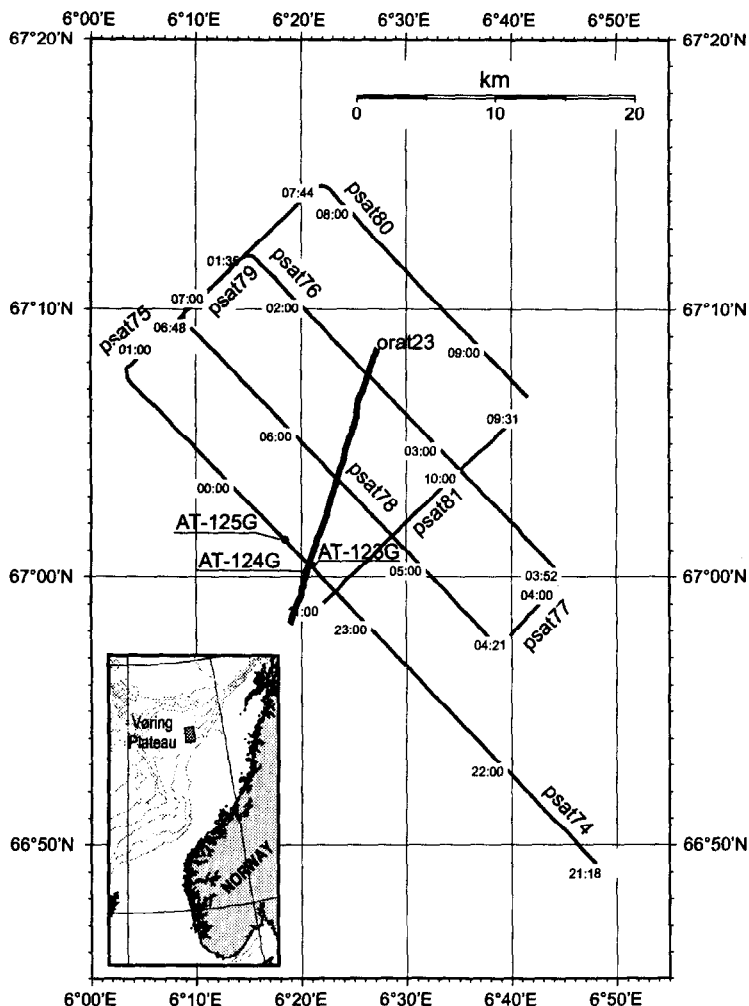 6°00'E 6°10'E 6°20'E 6°30'E 6°40'E 6°50'E
67°20'N 67°20'N
km
0 10 20
07:44
psat80
08:00
01:38
psat76
psat79
07:00
02:00
67°10'N 67°10'N
psat75
06:48
01:00
orat23
09:00
09:31
06:00
03:00
psat78
10:00
psat81
00:00
AT-125G
AT-123G
AT-124G
05:00
67°00'N 67°00'N
03:52
04:00
:00
psat77
23:00
04:21
Vøring
Plateau
22:00
psat74
66°50'N 66°50'N
NORWAY
21:18
6°00'E 6°10'E 6°20'E 6°30'E 6°40'E 6°50'E